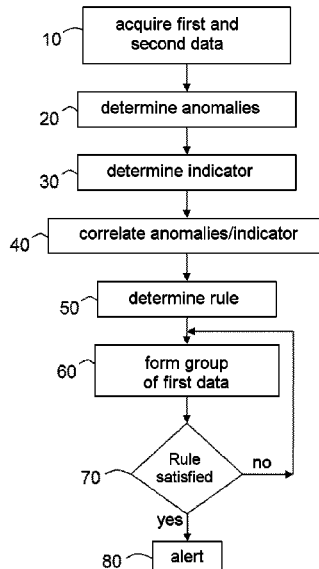 acquire first and
second data
10
determine anomalies
20
determine indicator
30
correlate anomalies/indicator
40
determine rule
50
form group
of first data
60
Rule
satisfied
70
no
yes
alert
80